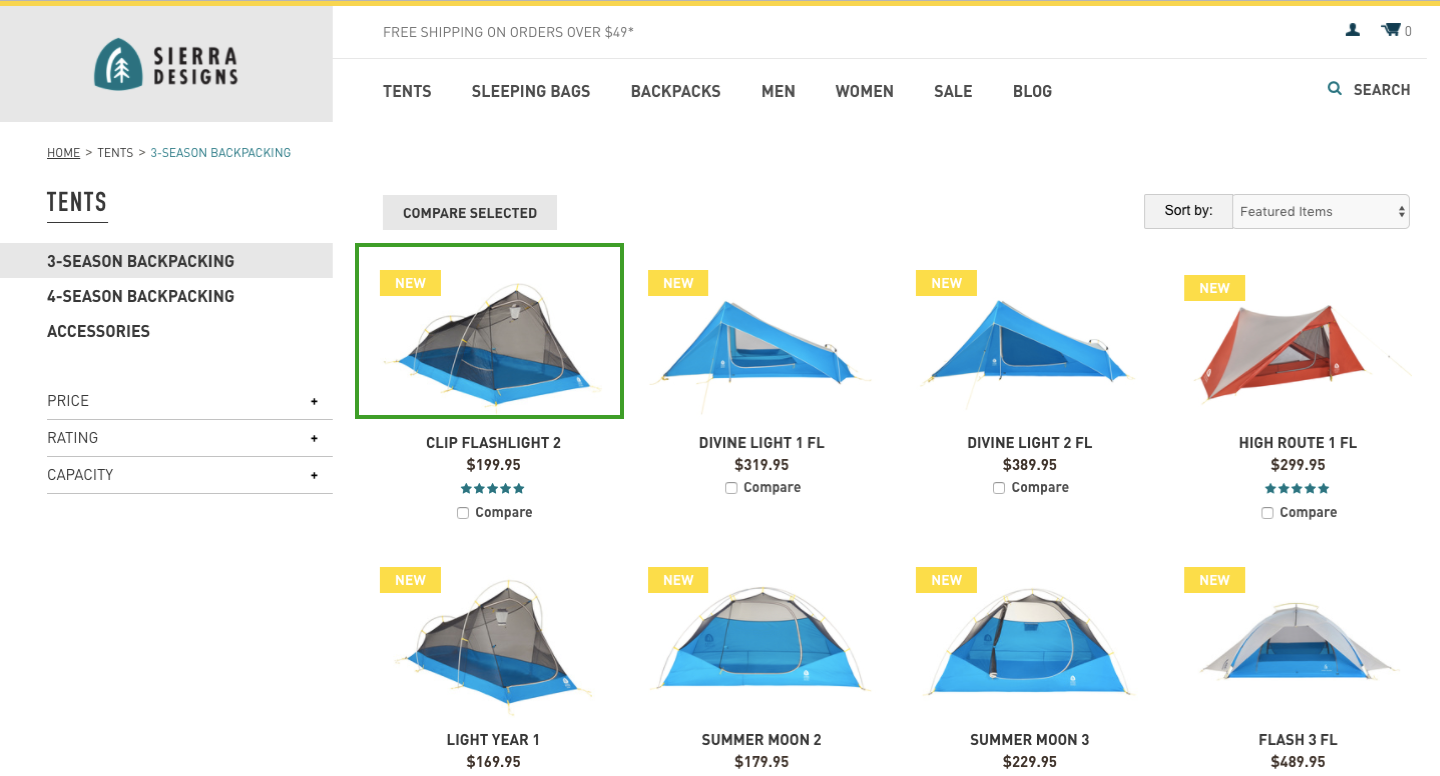 FREE SHIPPING ON ORDERS OVER $49*
0
SIERRA
DESIGNS
TENTS SLEEPING BAGS BACKPACKS MEN WOMEN SALE BLOG
SEARCH
HOME > TENTS > 3-SEASON BACKPACKING
TENTS
3-SEASON BACKPACKING
4-SEASON BACKPACKING
ACCESSORIES
PRICE +
RATING +
CAPACITY +
COMPARE SELECTED
Sort by: Featured Items
NEW NEW NEW NEW
CLIP FLASHLIGHT 2 DIVINE LIGHT 1 FL DIVINE LIGHT 2 FL HIGH ROUTE 1 FL
$199.95 $319.95 $389.95 $299.95
Compare Compare Compare Compare
NEW NEW NEW NEW
LIGHT YEAR 1 SUMMER MOON 2 SUMMER MOON 3 FLASH 3 FL
$169.95 $179.95 $229.95 $489.95